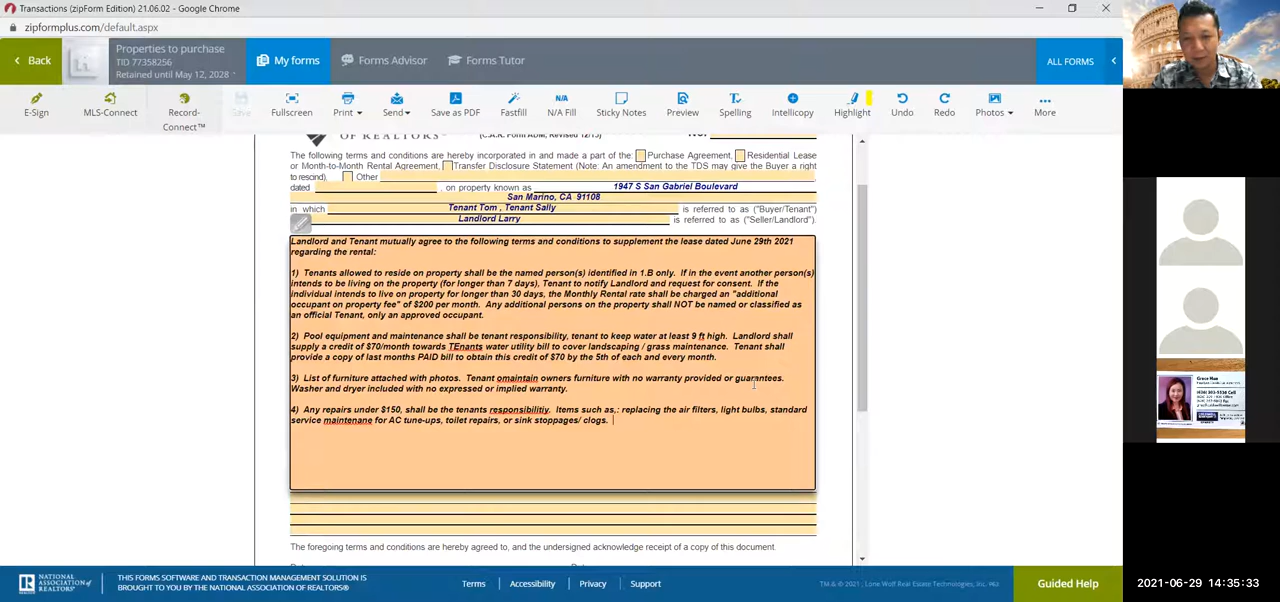 Transactions (zipForm Edition) 21.06.02 - Google Chrome
zipformplus.com/default.aspx
Back
Properties to purchase
TID 77358256
Retained until May 12, 2028
My forms
Forms Advisor
Forms Tutor
ALL FORMS
E-Sign
MLS-Connect
Record-
Connect™
Save
Fullscreen
Print
Send
Save as PDF
Fastfill
N/A
N/A Fill
Sticky Notes
Preview
Spelling
Intellicopy
Highlight
Undo
Redo
Photos
More
OF REALTORS
(C.A.R. Form ADM, Revised 12/15)
No.
The following terms and conditions are hereby incorporated in and made a part of the: Purchase Agreement, Residential Lease
or Month-to-Month Rental Agreement, Transfer Disclosure Statement (Note: An amendment to the TDS may give the Buyer a right
to rescind), Other
dated , on property known as 1947 S San Gabriel Boulevard
San Marino, CA 91108
in which Tenant Tom , Tenant Sally is referred to as ("Buyer/Tenant")
Landlord Larry is referred to as ("Seller/Landlord").
Landlord and Tenant mutually agree to the following terms and conditions to supplement the lease dated June 29th 2021
regarding the rental:
1) Tenants allowed to reside on property shall be the named person(s) identified in 1.B only. If in the event another person(s)
intends to be living on the property (for longer than 7 days), Tenant to notify Landlord and request for consent. If the
individual intends to live on property for longer than 30 days, the Monthly Rental rate shall be charged an "additional
occupant on property fee" of $200 per month. Any additional persons on the property shall NOT be named or classified as
an official Tenant, only an approved occupant.
2) Pool equipment and maintenance shall be tenant responsibility, tenant to keep water at least 9 ft high. Landlord shall
supply a credit of $70/month towards TEnants water utility bill to cover landscaping / grass maintenance. Tenant shall
provide a copy of last months PAID bill to obtain this credit of $70 by the 5th of each and every month.
3) List of furniture attached with photos. Tenant omaintain owners furniture with no warranty provided or guarantees.
Washer and dryer included with no expressed or implied warranty.
4) Any repairs under $150, shall be the tenants responsibilitiy. Items such as,: replacing the air filters, light bulbs, standard
service maintenane for AC tune-ups, toilet repairs, or sink stoppages/ clogs.
The foregoing terms and conditions are hereby agreed to, and the undersigned acknowledge receipt of a copy of this document.
NATIONAL
ASSOCIATION
of REALTORS®
THIS FORMS SOFTWARE AND TRANSACTION MANAGEMENT SOLUTION IS
BROUGHT TO YOU BY THE NATIONAL ASSOCIATION OF REALTORS®
Terms
Accessibility
Privacy
Support
Guided Help
2021-06-29 14:35:33